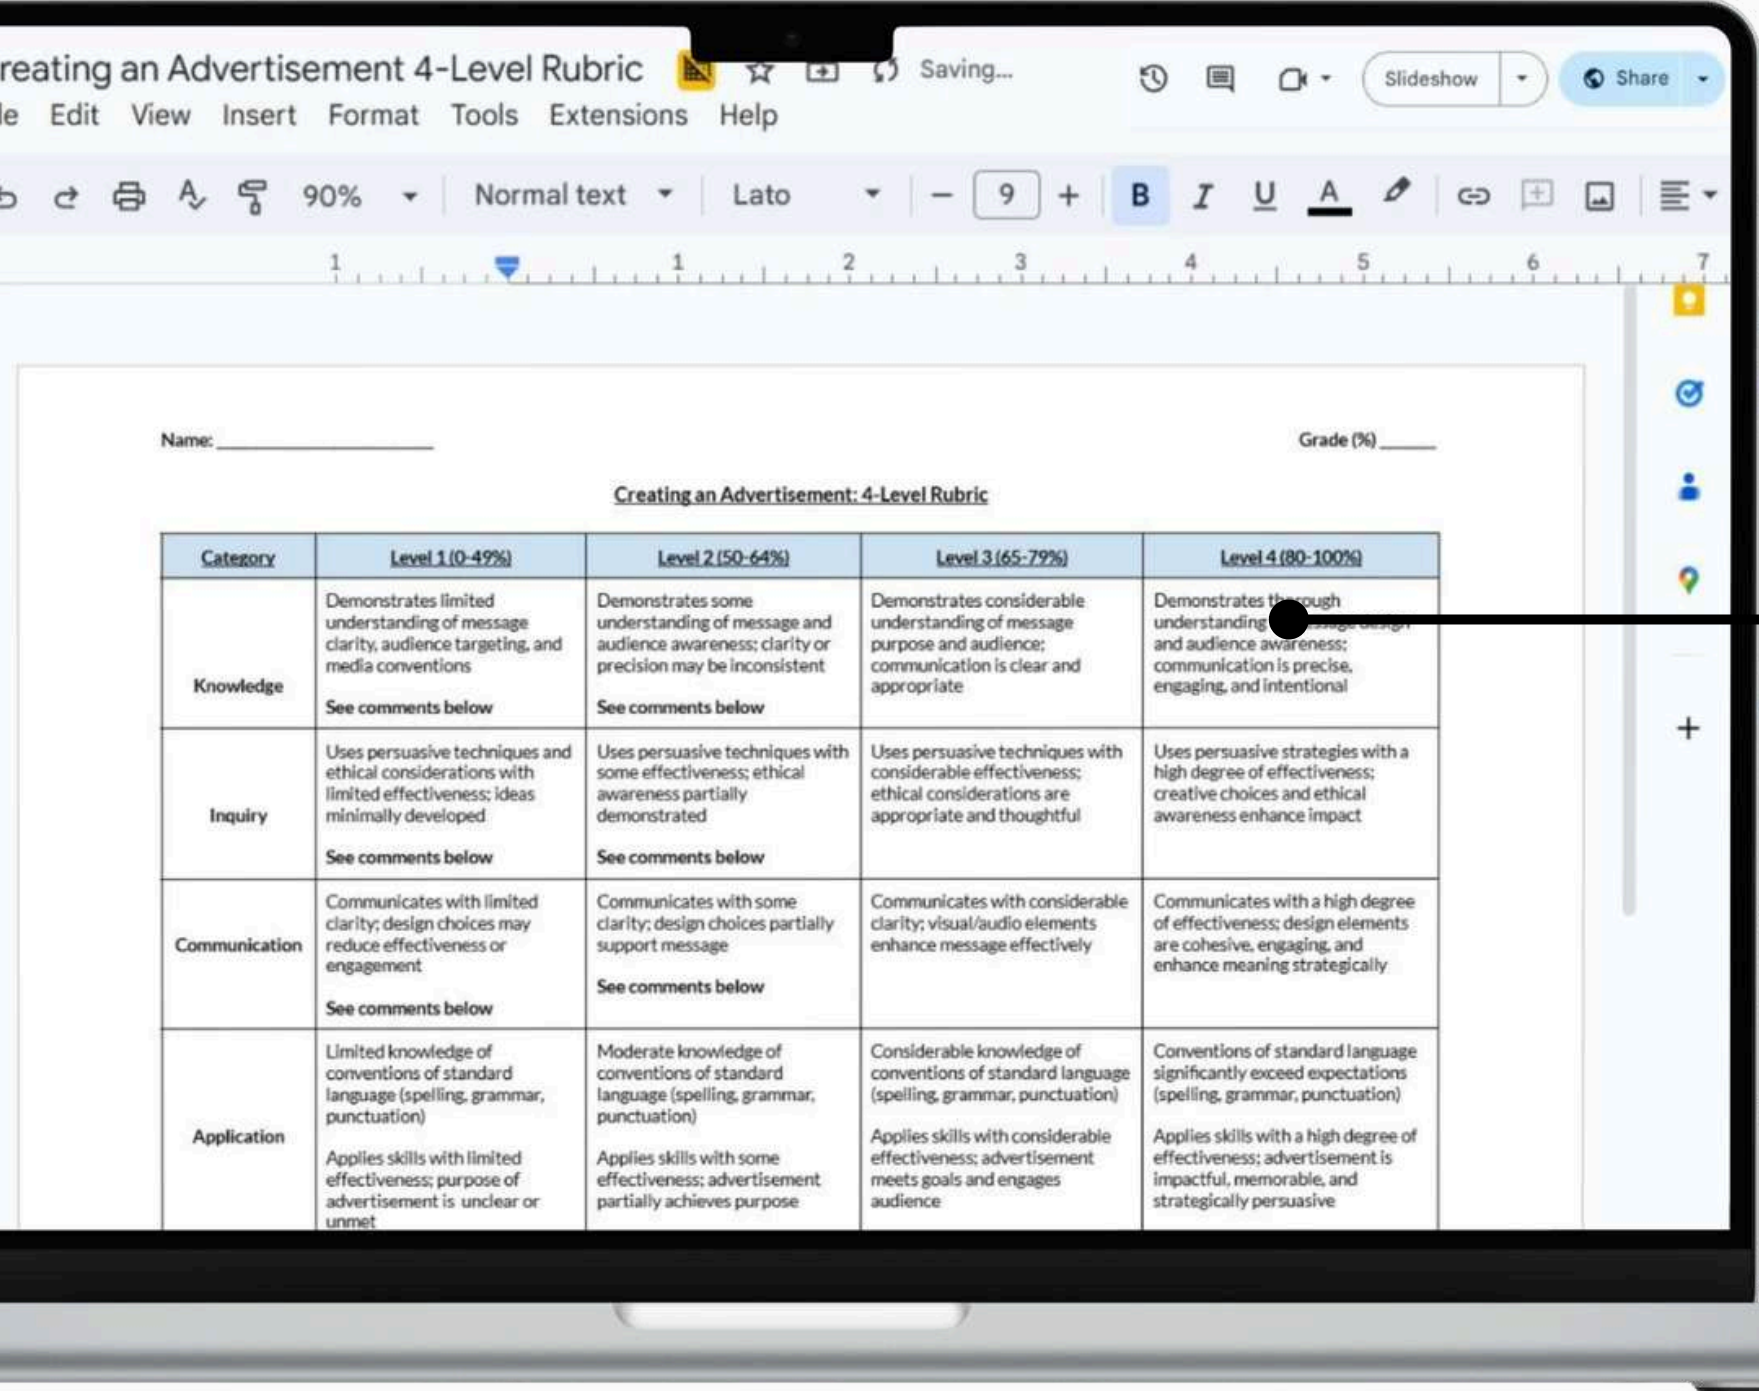 reating an Advertisement 4-Level Rubric Saving... Slideshow Share
le Edit View Insert Format Tools Extensions Help
90% Normal text Lato 9 B I U A
1 1 2 3 4 5 6 7
Name: Grade (%)
Creating an Advertisement: 4-Level Rubric
Category Level 1 (0-49%) Level 2 (50-64%) Level 3 (65-79%) Level 4 (80-100%)
Knowledge
Demonstrates limited
understanding of message
clarity, audience targeting, and
media conventions
See comments below
Demonstrates some
understanding of message and
audience awareness; clarity or
precision may be inconsistent
See comments below
Demonstrates considerable
understanding of message
purpose and audience;
communication is clear and
appropriate
Demonstrates thorough
understanding design
and audience awareness;
communication is precise,
engaging, and intentional
Inquiry
Uses persuasive techniques and
ethical considerations with
limited effectiveness; ideas
minimally developed
See comments below
Uses persuasive techniques with
some effectiveness; ethical
awareness partially
demonstrated
See comments below
Uses persuasive techniques with
considerable effectiveness;
ethical considerations are
appropriate and thoughtful
Uses persuasive strategies with a
high degree of effectiveness;
creative choices and ethical
awareness enhance impact
Communication
Communicates with limited
clarity; design choices may
reduce effectiveness or
engagement
See comments below
Communicates with some
clarity; design choices partially
support message
See comments below
Communicates with considerable
clarity; visual/audio elements
enhance message effectively
Communicates with a high degree
of effectiveness; design elements
are cohesive, engaging, and
enhance meaning strategically
Application
Limited knowledge of
conventions of standard
language (spelling, grammar,
punctuation)
Applies skills with limited
effectiveness; purpose of
advertisement is unclear or
unmet
Moderate knowledge of
conventions of standard
language (spelling, grammar,
punctuation)
Applies skills with some
effectiveness; advertisement
partially achieves purpose
Considerable knowledge of
conventions of standard language
(spelling, grammar, punctuation)
Applies skills with considerable
effectiveness; advertisement
meets goals and engages
audience
Conventions of standard language
significantly exceed expectations
(spelling, grammar, punctuation)
Applies skills with a high degree of
effectiveness; advertisement is
impactful, memorable, and
strategically persuasive